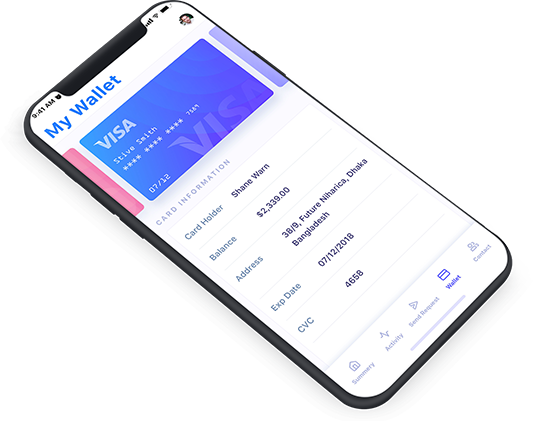 9:41 AM
My Wallet
VISA
VISA
Stive Smith
**** **** **** 7689
07/12
CARD INFORMATION
Card Holder Shane Warn
Balance $2,339.00
Address 38/9, Future Niharica, Dhaka
Bangladesh
Exp Date 07/12/2018
CVC 4658
Summery Activity Send Request Wallet Contact